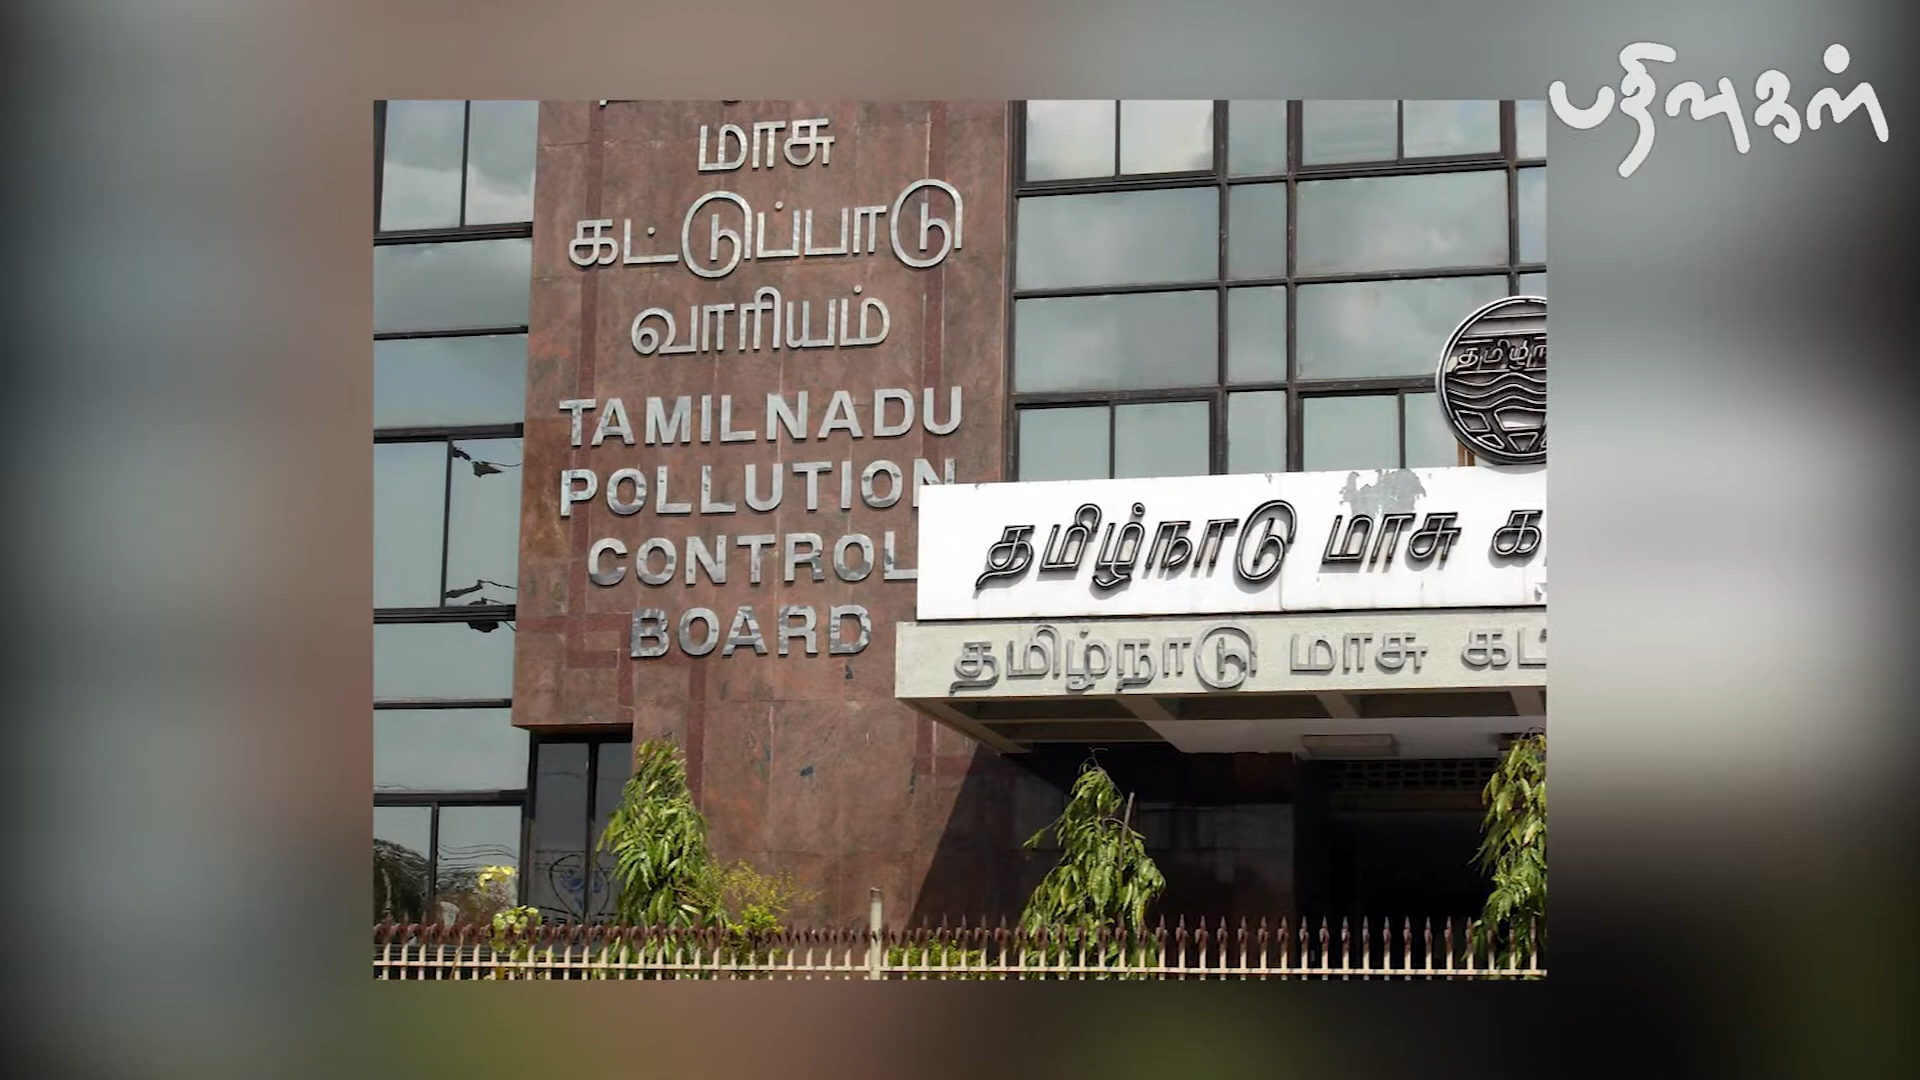 பதிவுகள்
மாசு
கட்டுப்பாடு
வாரியம்
TAMILNADU
POLLUTION
CONTROL
BOARD
தமிழ்நாடு மாசு
தமிழ்நாடு மாசு